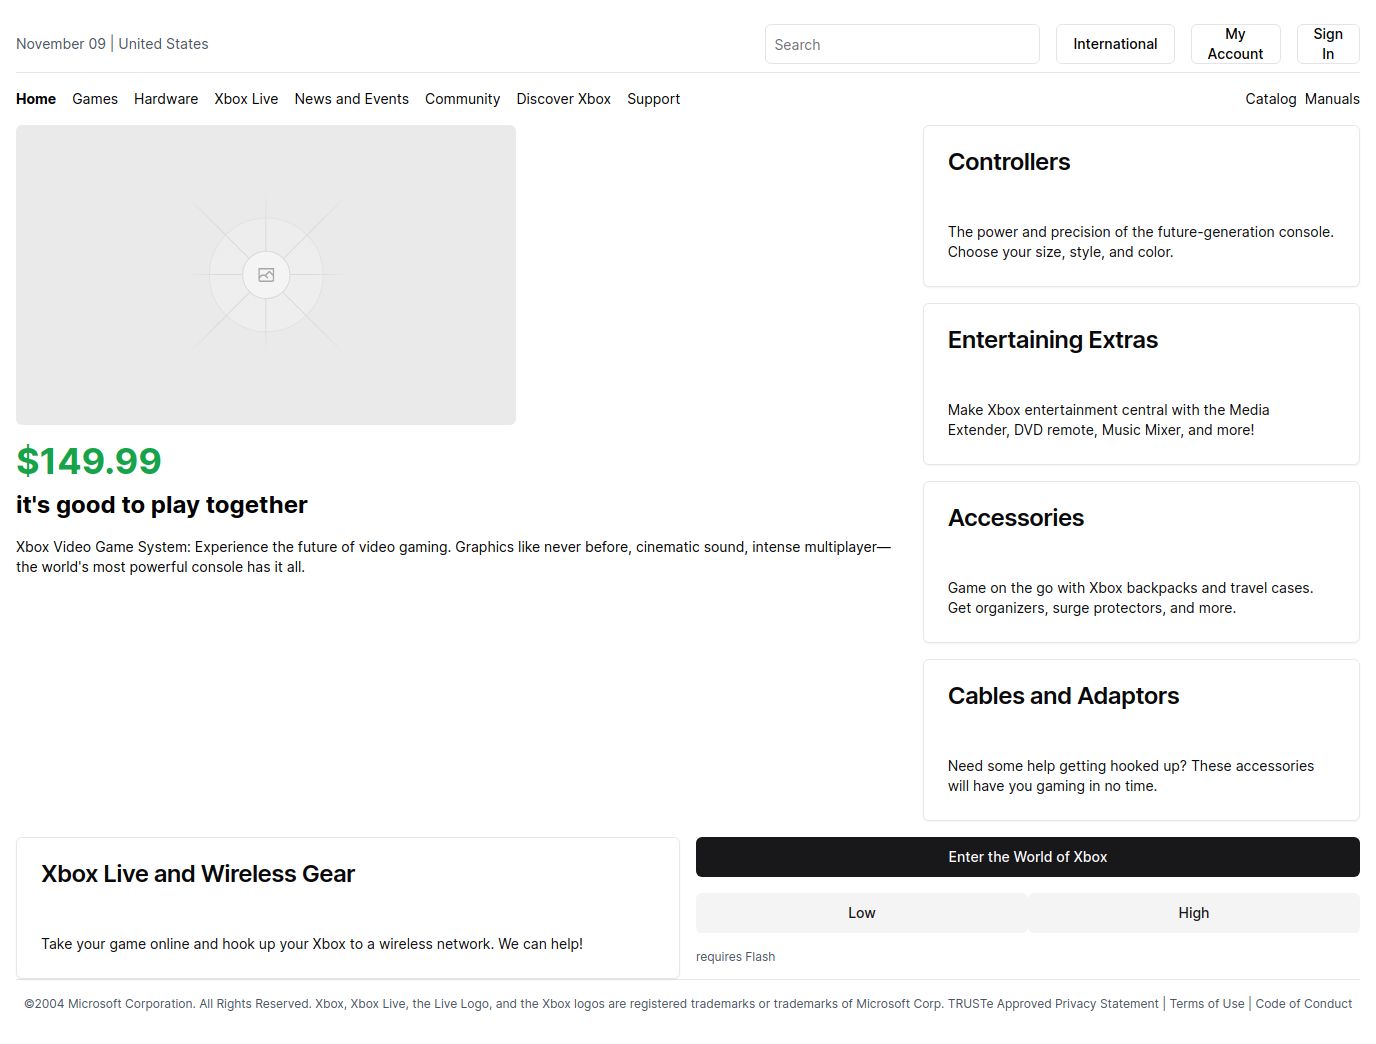 November 09 | United States
Search
International
My
Account
Sign
In
Home Games Hardware Xbox Live News and Events Community Discover Xbox Support
Catalog Manuals
$149.99
it's good to play together
Xbox Video Game System: Experience the future of video gaming. Graphics like never before, cinematic sound, intense multiplayer—
the world's most powerful console has it all.
Controllers
The power and precision of the future-generation console.
Choose your size, style, and color.
Entertaining Extras
Make Xbox entertainment central with the Media
Extender, DVD remote, Music Mixer, and more!
Accessories
Game on the go with Xbox backpacks and travel cases.
Get organizers, surge protectors, and more.
Cables and Adaptors
Need some help getting hooked up? These accessories
will have you gaming in no time.
Xbox Live and Wireless Gear
Take your game online and hook up your Xbox to a wireless network. We can help!
Enter the World of Xbox
Low
High
requires Flash
©2004 Microsoft Corporation. All Rights Reserved. Xbox, Xbox Live, the Live Logo, and the Xbox logos are registered trademarks or trademarks of Microsoft Corp. TRUSTe Approved Privacy Statement | Terms of Use | Code of Conduct